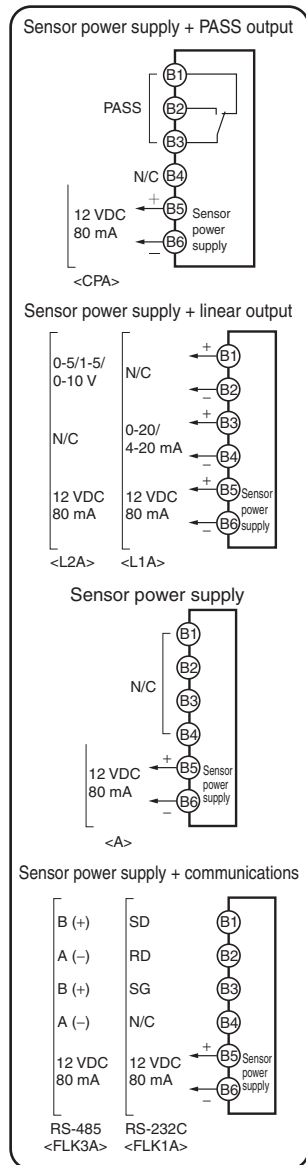 Sensor power supply + PASS output
B1
PASS
B2
B3
N/C
B4
+
12 VDC
80 mA
B5
Sensor
power
supply
−
B6
<CPA>
Sensor power supply + linear output
0-5/1-5/
0-10 V
N/C
+
B1
−
B2
N/C
0-20/
4-20 mA
+
B3
−
B4
12 VDC
80 mA
12 VDC
80 mA
+
B5
Sensor
power
supply
−
B6
<L2A>
<L1A>
Sensor power supply
B1
N/C
B2
B3
B4
12 VDC
80 mA
+
B5
Sensor
power
supply
−
B6
<A>
Sensor power supply + communications
B (+)
SD
B1
A (−)
RD
B2
B (+)
SG
B3
A (−)
N/C
B4
12 VDC
80 mA
12 VDC
80 mA
+
B5
Sensor
power
supply
−
B6
RS-485
<FLK3A>
RS-232C
<FLK1A>